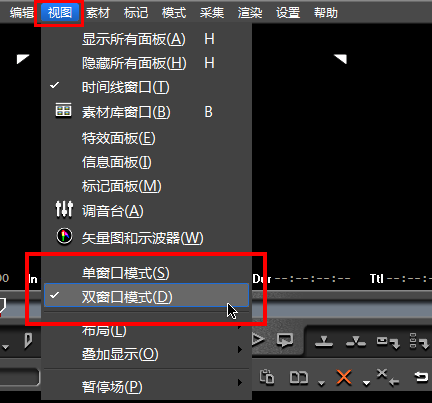 编辑 视图 素材 标记 模式 采集 渲染 设置 帮助
显示所有面板(A) H
隐藏所有面板(H) H
时间线窗口(T)
素材库窗口(B) B
特效面板(E)
信息面板(I)
标记面板(M)
调音台(A)
矢量图和示波器(W)
单窗口模式(S)
00 In Dur --:--:--:-- Ttl --:--:--:--
双窗口模式(D)
布局(L)
叠加显示(O)
暂停场(P)